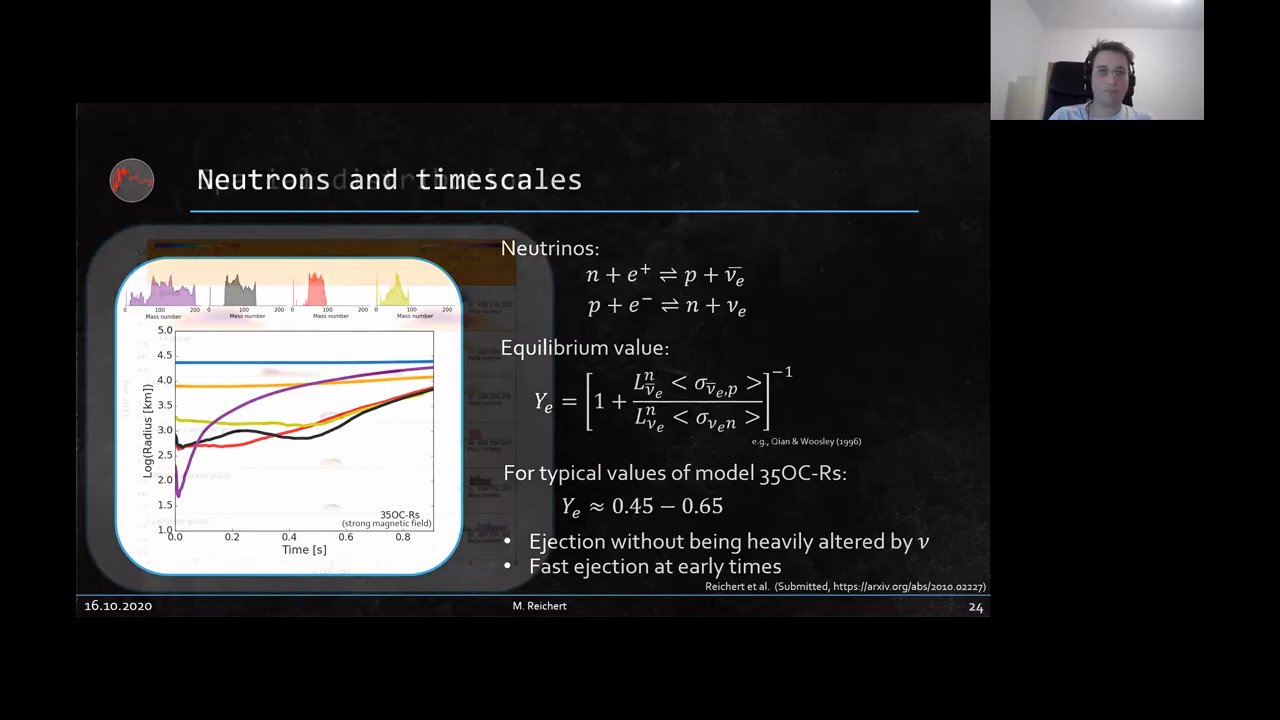 Neutrons and timescales
0 100 200
Mass number
0 100 200
Mass number
0 100 200
Mass number
0 100 200
Mass number
5.0
4.5
4.0
3.5
3.0
2.5
2.0
1.5
1.0
Log(Radius [km])
0.0 0.2 0.4 0.6 0.8
Time [s]
35OC-Rs
(strong magnetic field)
Neutrinos:
n + e⁺ ⇌ p + ν̄ₑ
p + e⁻ ⇌ n + νₑ
Equilibrium value:
Yₑ = [1 + (Lⁿ_ν̄ₑ < σ_ν̄ₑ,p >) / (Lⁿ_νₑ < σ_νₑn >)]⁻¹
e.g., Qian & Woosley (1996)
For typical values of model 35OC-Rs:
Yₑ ≈ 0.45 − 0.65
• Ejection without being heavily altered by ν
• Fast ejection at early times
Reichert et al. (Submitted, https://arxiv.org/abs/2010.02227)
16.10.2020 M. Reichert 24